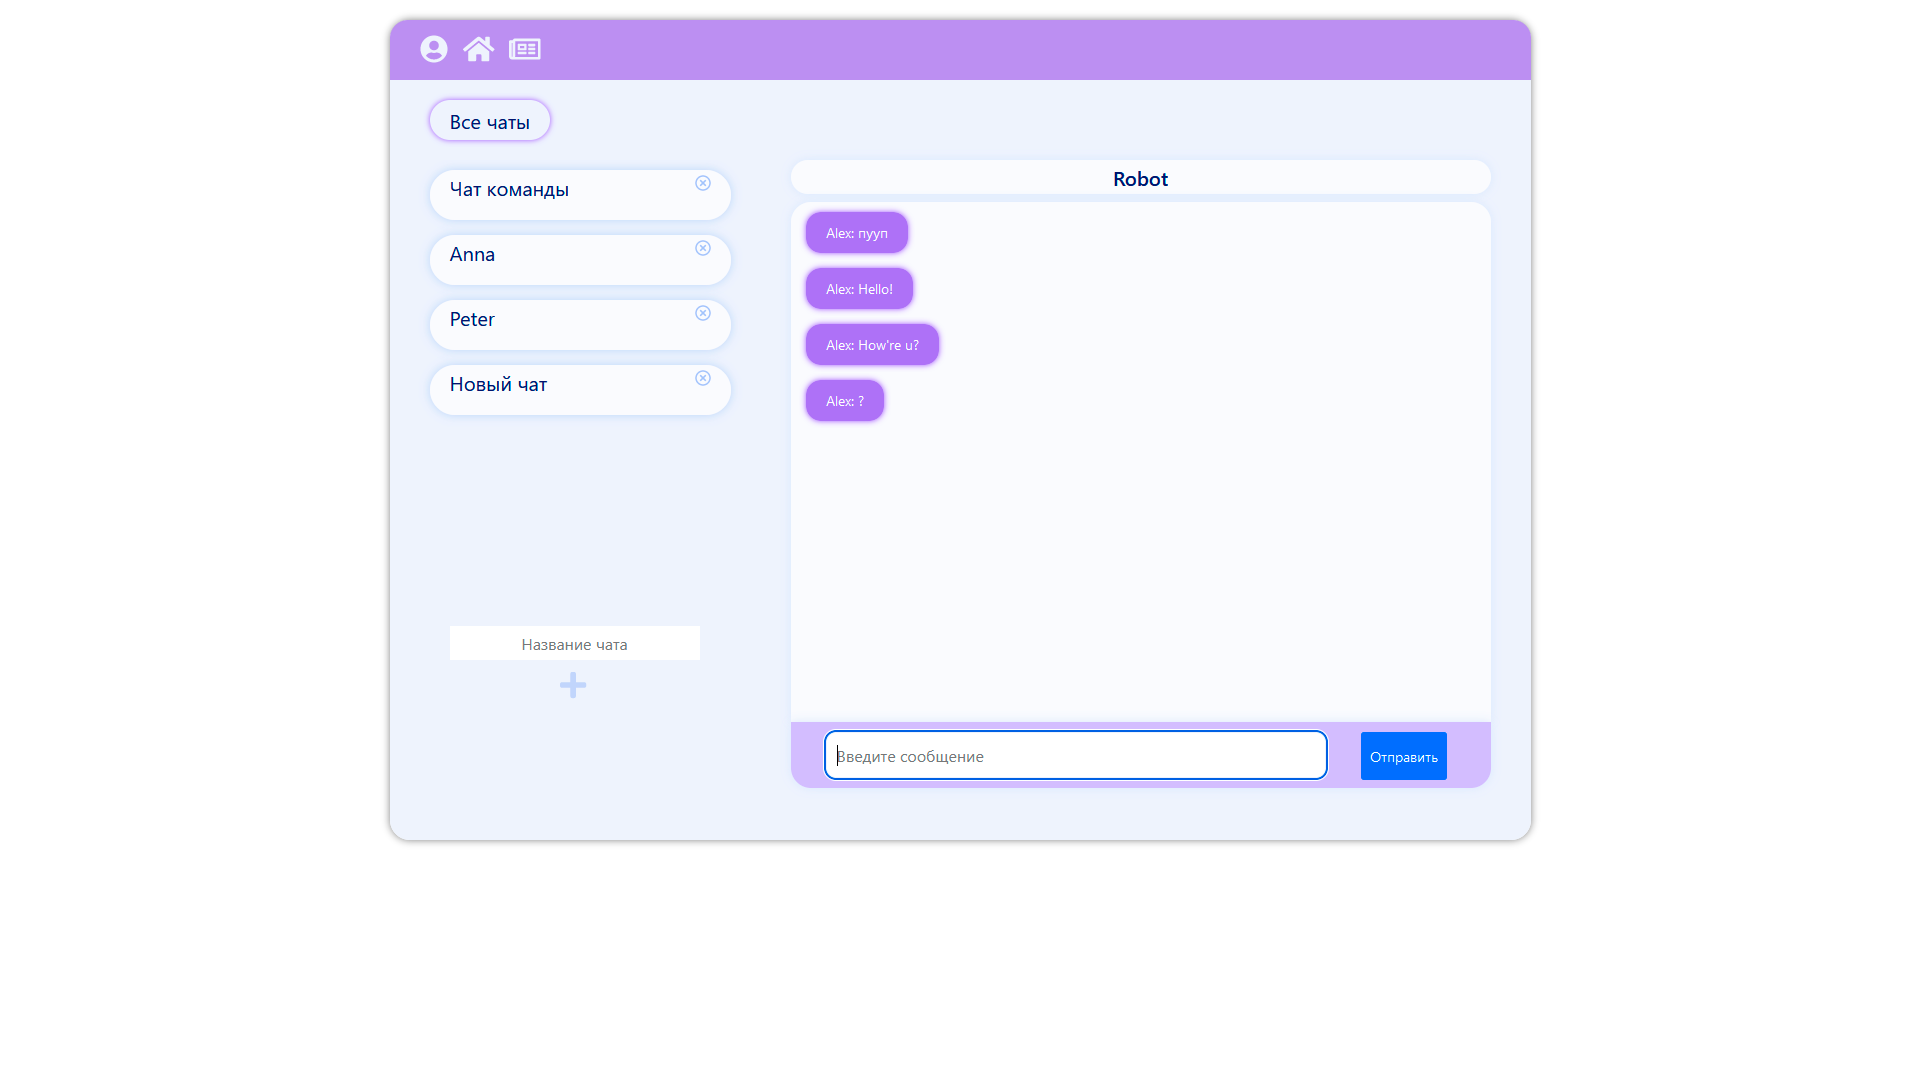 Все чаты
Чат команды
Anna
Peter
Новый чат
Название чата
Robot
Alex: пууп
Alex: Hello!
Alex: How're u?
Alex: ?
Введите сообщение
Отправить